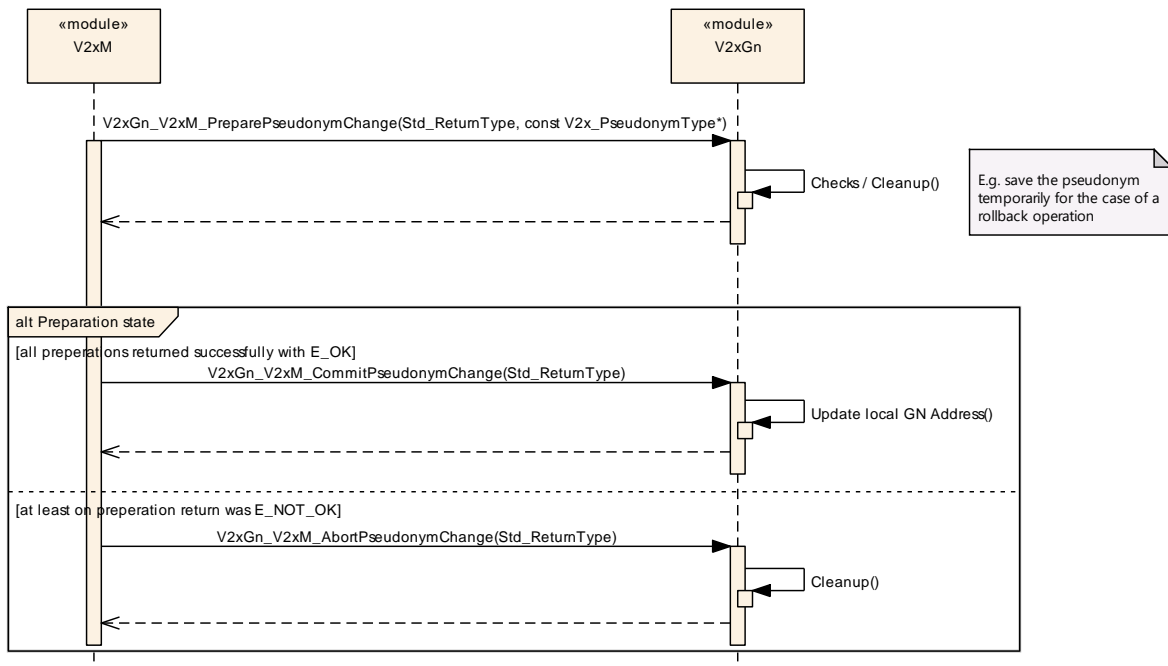 «module»
V2xM
«module»
V2xGn
V2xGn_V2xM_PreparePseudonymChange(Std_ReturnType, const V2x_PseudonymType*)
Checks / Cleanup()
E.g. save the pseudonym
temporarily for the case of a
rollback operation
alt Preparation state
[all preperations returned successfully with E_OK]
V2xGn_V2xM_CommitPseudonymChange(Std_ReturnType)
Update local GN Address()
[at least on preperation return was E_NOT_OK]
V2xGn_V2xM_AbortPseudonymChange(Std_ReturnType)
Cleanup()